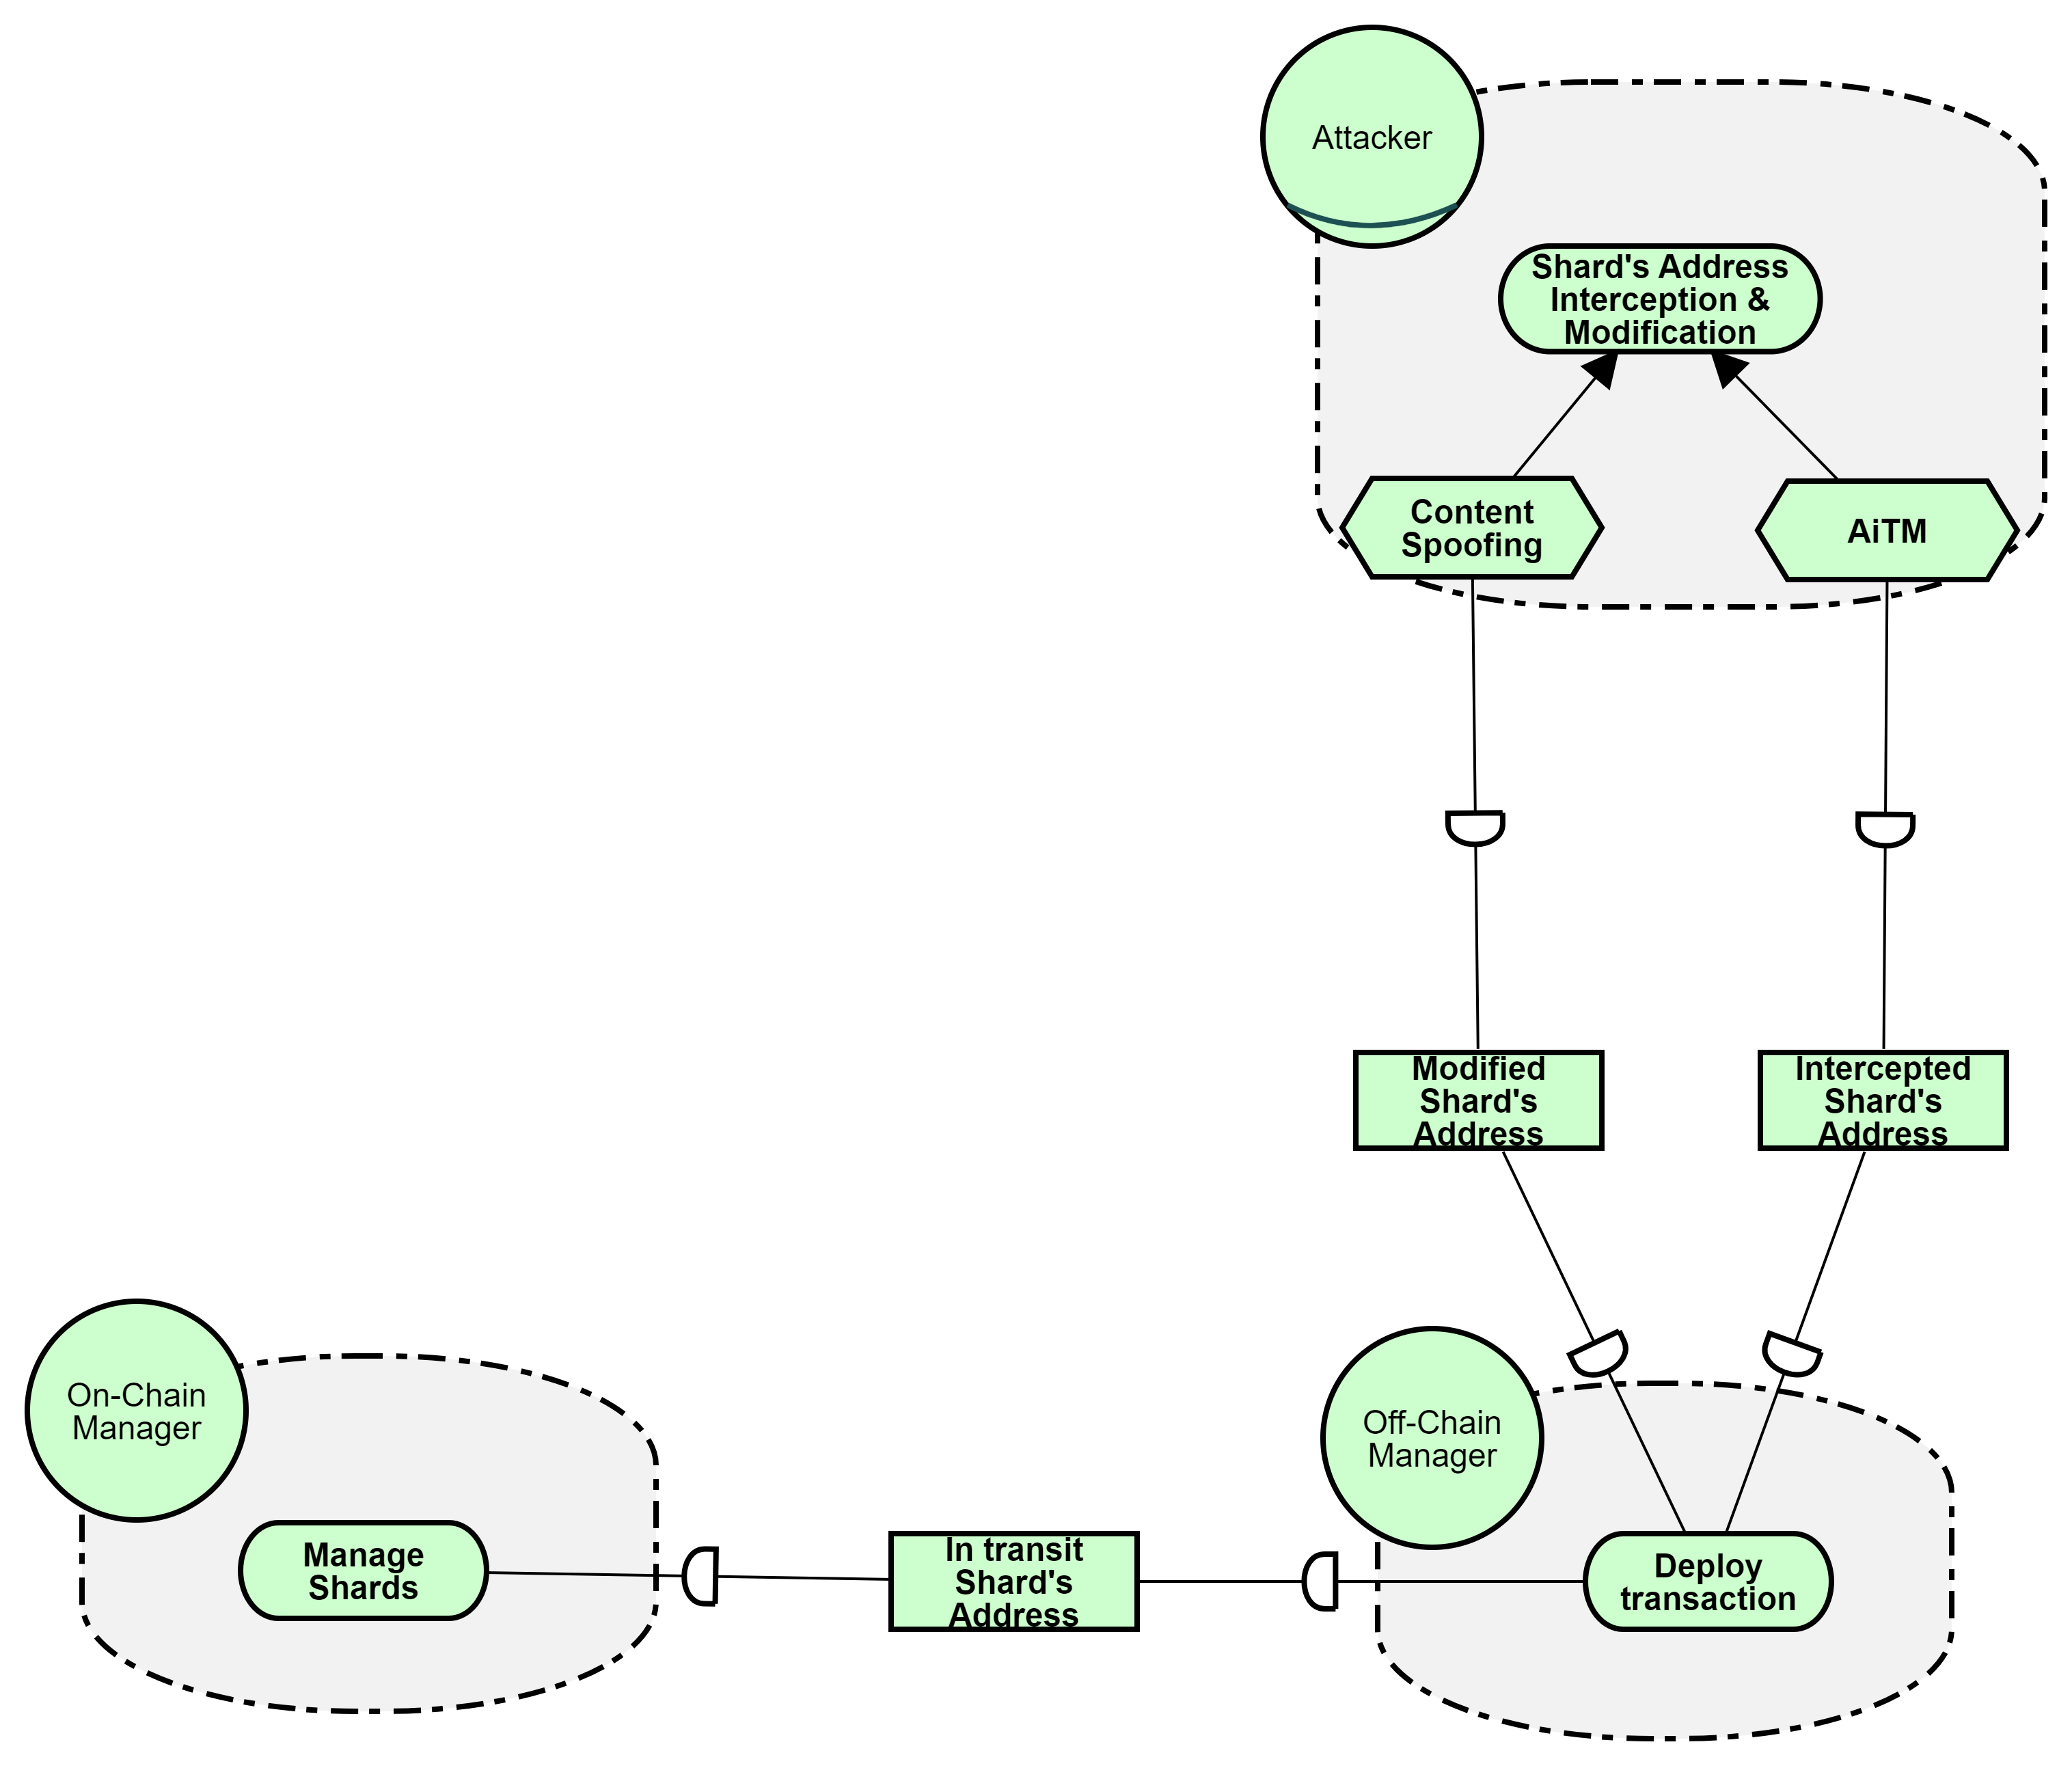 Attacker
Shard's Address
Interception &
Modification
Content
Spoofing
AiTM
Modified
Shard's
Address
Intercepted
Shard's
Address
On-Chain
Manager
Off-Chain
Manager
Manage
Shards
In transit
Shard's
Address
Deploy
transaction